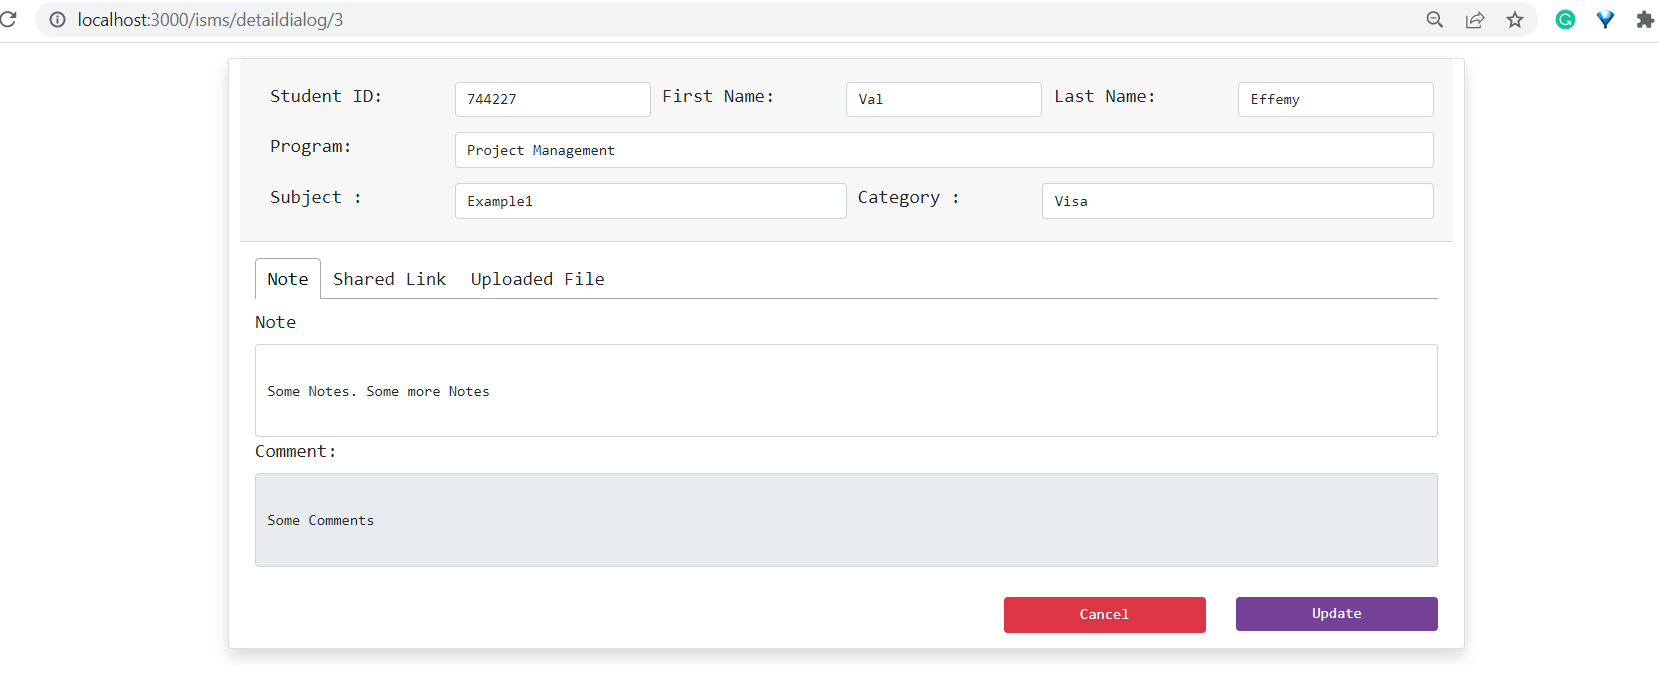 localhost:3000/isms/detaildialog/3
Student ID: 744227 First Name: Val Last Name: Effemy
Program: Project Management
Subject : Example1 Category : Visa
Note Shared Link Uploaded File
Note
Some Notes. Some more Notes
Comment:
Some Comments
Cancel Update